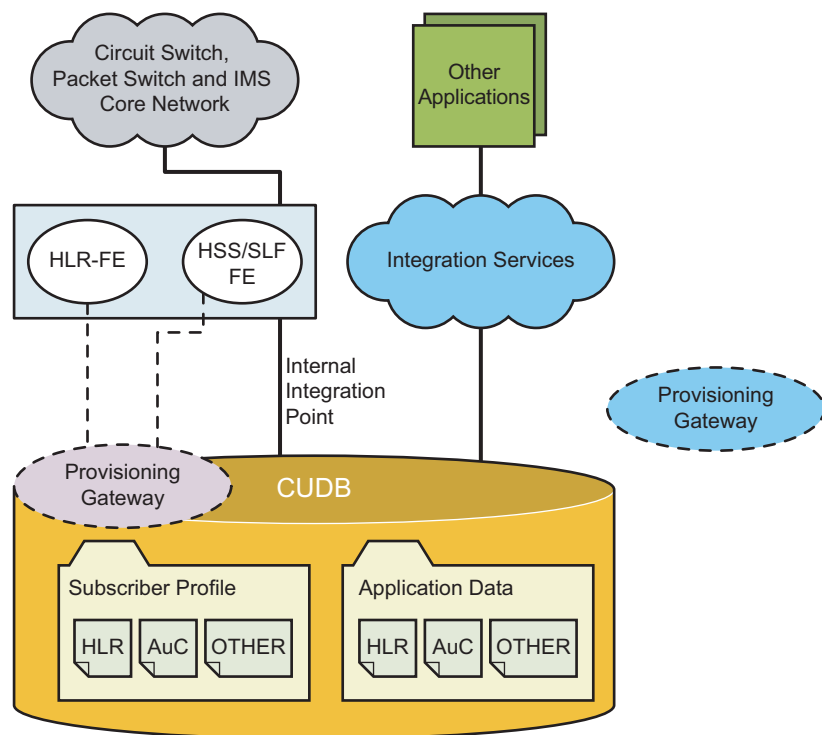 Circuit Switch,
Packet Switch and IMS
Core Network
Other
Applications
HLR-FE
HSS/SLF
FE
Integration Services
Internal
Integration
Point
Provisioning
Gateway
Provisioning
Gateway
CUDB
Subscriber Profile
HLR
AuC
OTHER
Application Data
HLR
AuC
OTHER